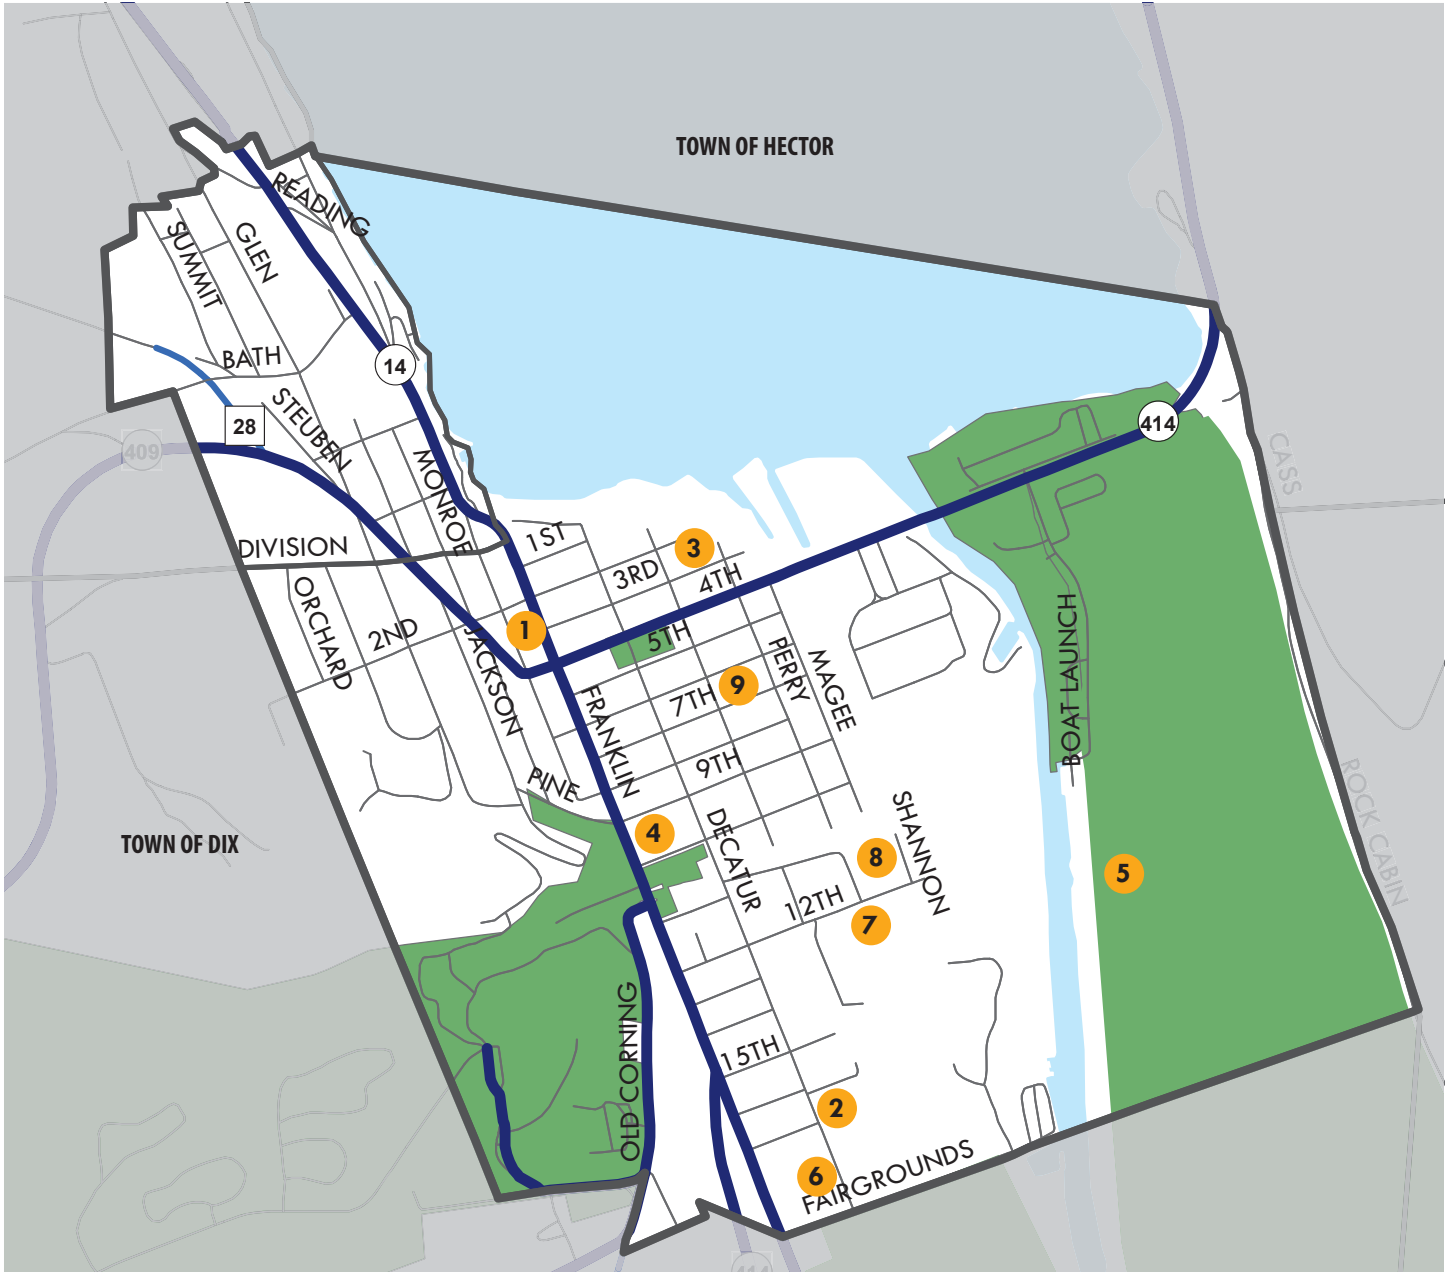 TOWN OF HECTOR
READING
SUMMIT
GLEN
14
BATH
28
STEUBEN
409
414
CASS
MONROE
DIVISION
1ST
3
3RD
4TH
ORCHARD
2ND
1
5TH
JACKSON
BOAT LAUNCH
PERRY
MAGEE
9
7TH
FRANKLIN
9TH
PINE
ROCK CABIN
TOWN OF DIX
4
DECATUR
SHANNON
8
5
12TH
7
OLD CORNING
15TH
2
6
FAIRGROUNDS
414